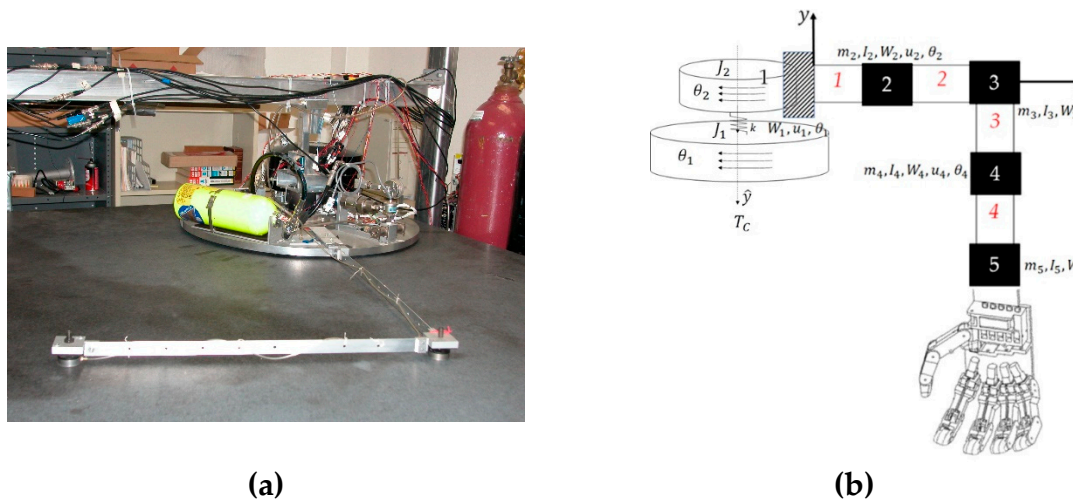 y
m₂, I₂, W₂, u₂, θ₂
J₂
1
θ₂
1
2
2
3
m₃, I₃, W
J₁
k
W₁, u₁, θ₁
3
θ₁
m₄, I₄, W₄, u₄, θ₄
4
ŷ
4
T_C
5
m₅, I₅, W
(a)
(b)